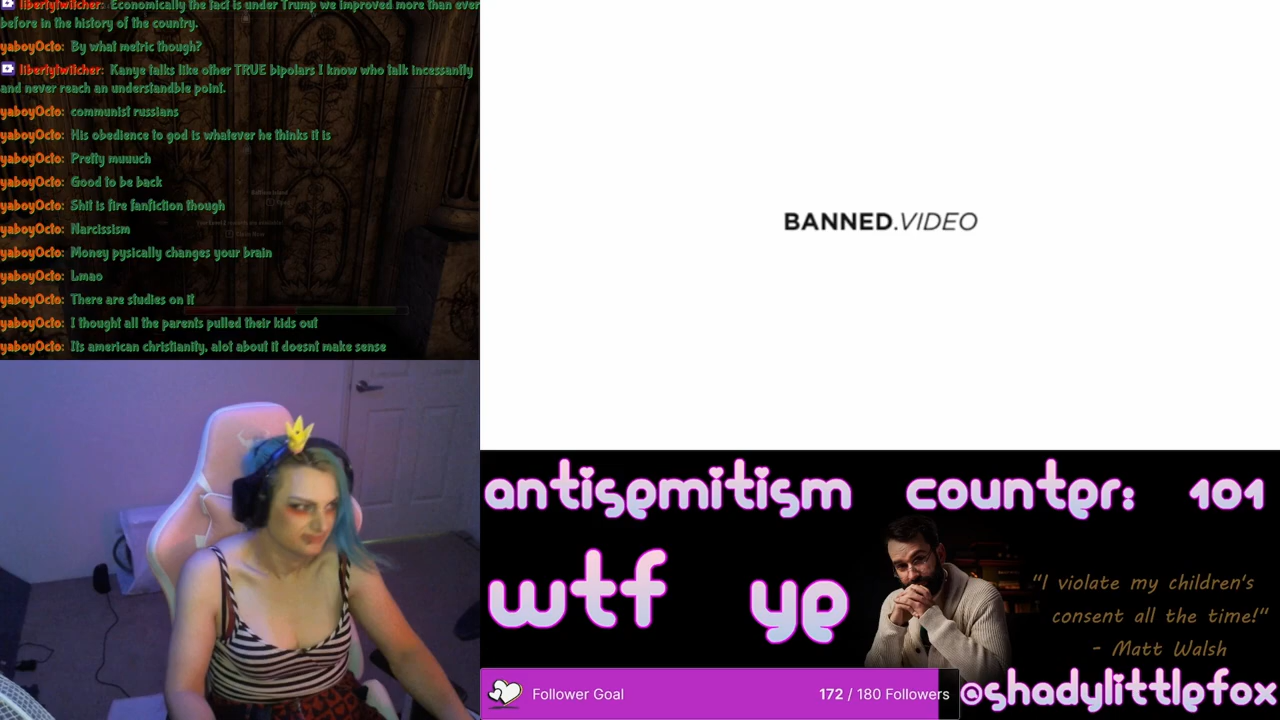 libertytwitcher: Economically the fact is under Trump we improved more than ever
before in the history of the country.
yaboyOcto: By what metric though?
libertytwitcher: Kanye talks like other TRUE bipolars I know who talk incessantly
and never reach an understandble point.
yaboyOcto: communist russians
yaboyOcto: His obedience to god is whatever he thinks it is
yaboyOcto: Pretty muuuch
yaboyOcto: Good to be back
yaboyOcto: Shit is fire fanfiction though
yaboyOcto: Narcissism
yaboyOcto: Money pysically changes your brain
yaboyOcto: Lmao
yaboyOcto: There are studies on it
yaboyOcto: I thought all the parents pulled their kids out
yaboyOcto: Its american christianity, alot about it doesnt make sense
BANNED.VIDEO
antisemitism counter: 101
wtf ye
"I violate my children's
consent all the time!"
- Matt Walsh
Follower Goal 172 / 180 Followers
@shadylittlefox